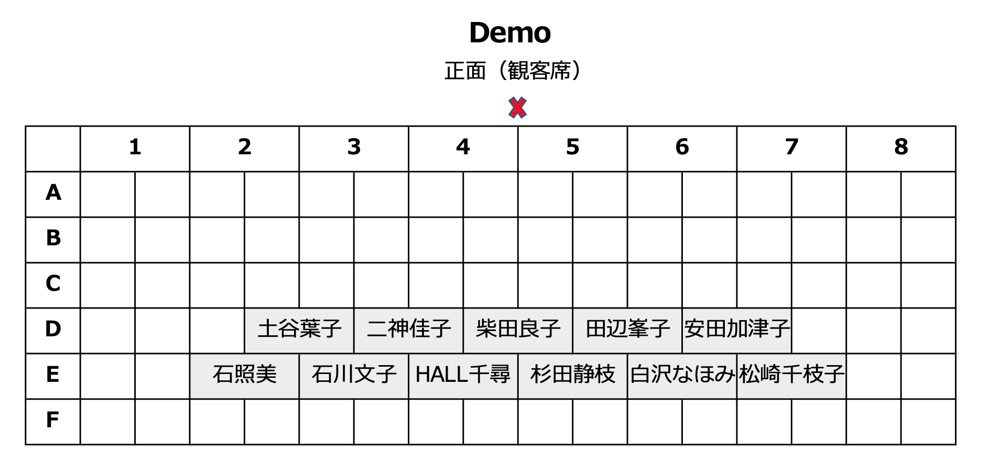 Demo
正面（観客席）
1 2 3 4 5 6 7 8
A
B
C
D 土谷葉子 二神佳子 柴田良子 田辺峯子 安田加津子
E 石照美 石川文子 HALL千尋 杉田静枝 白沢なほみ 松崎千枝子
F